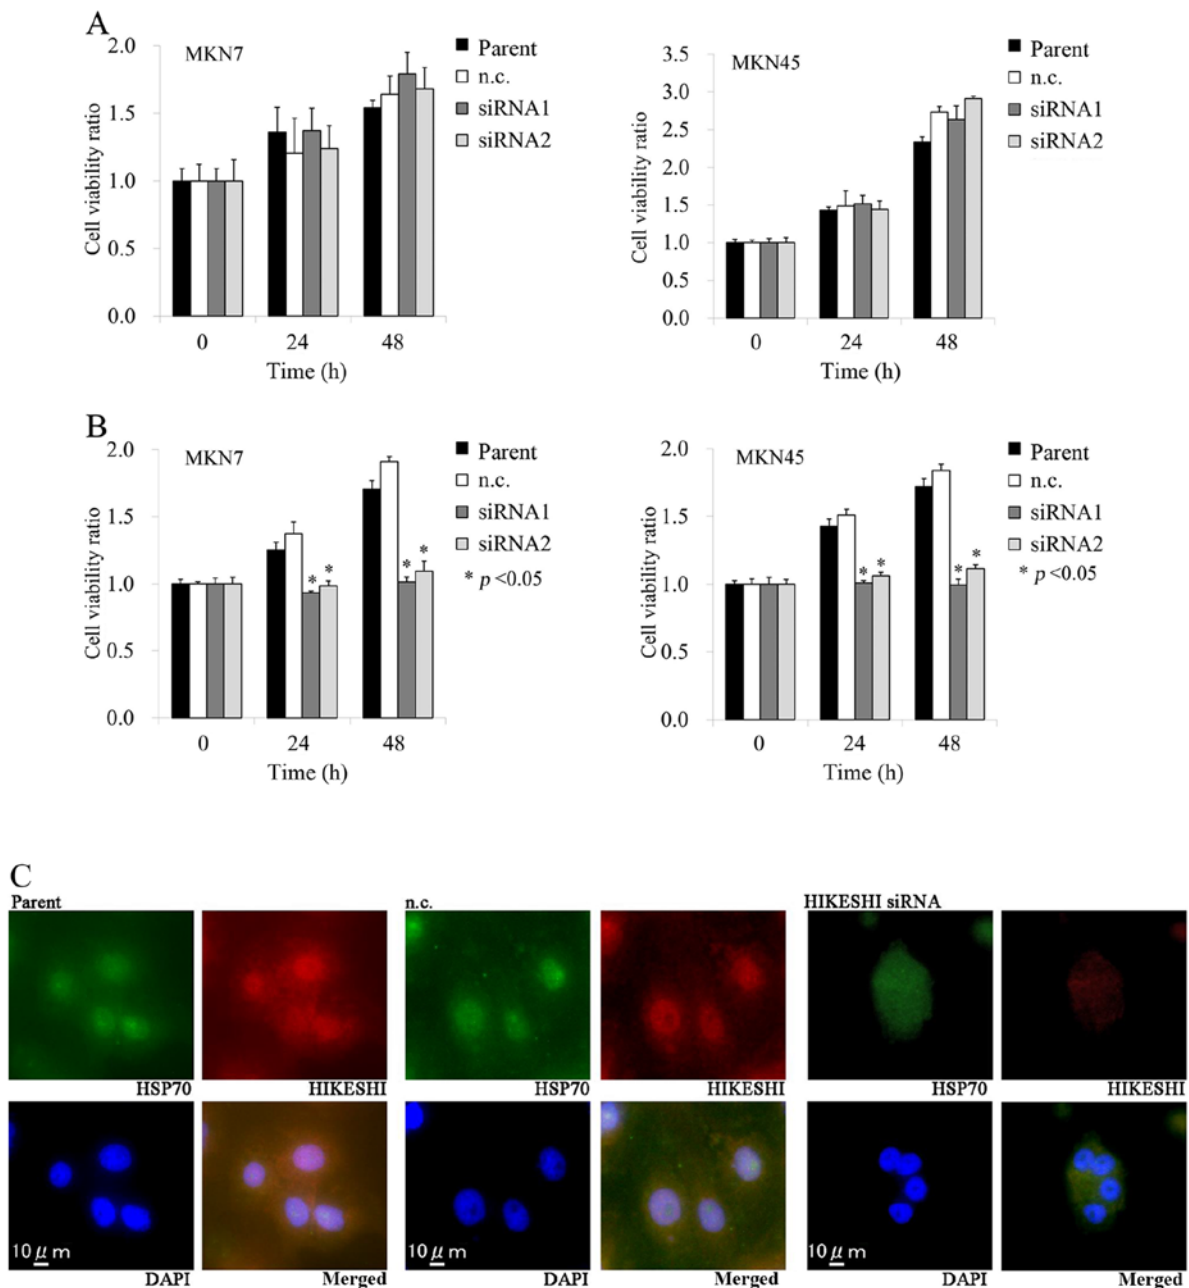 A
MKN7
Cell viability ratio
2.0
1.5
1.0
0.5
0.0
0 24 48
Time (h)
Parent
n.c.
siRNA1
siRNA2
MKN45
Cell viability ratio
3.5
3.0
2.5
2.0
1.5
1.0
0.5
0.0
0 24 48
Time (h)
Parent
n.c.
siRNA1
siRNA2
B
MKN7
Cell viability ratio
2.0
1.5
1.0
0.5
0.0
* * * *
0 24 48
Time (h)
Parent
n.c.
siRNA1
siRNA2
* p <0.05
MKN45
Cell viability ratio
2.0
1.5
1.0
0.5
0.0
* * * *
0 24 48
Time (h)
Parent
n.c.
siRNA1
siRNA2
* p <0.05
C
Parent
HSP70
HIKESHI
10 μ m
DAPI
Merged
n.c.
HSP70
HIKESHI
10 μ m
DAPI
Merged
HIKESHI siRNA
HSP70
HIKESHI
10 μ m
DAPI
Merged